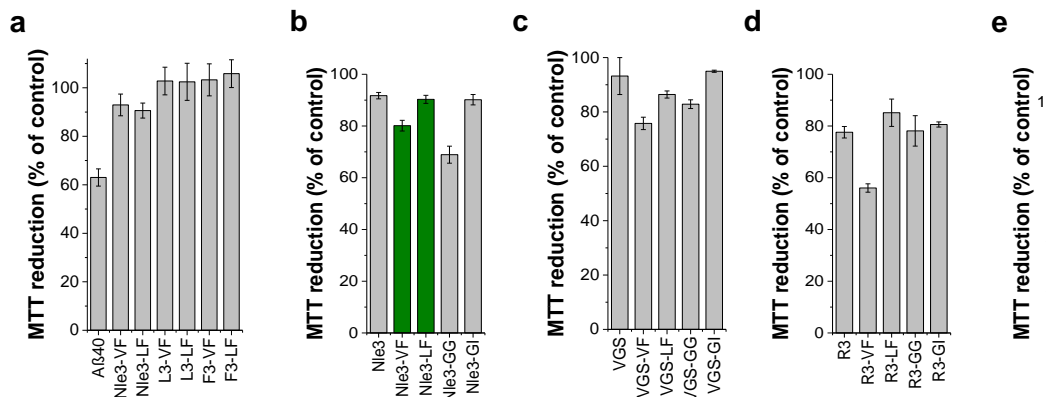 a
MTT reduction (% of control)
100
80
60
40
20
0
Aß40
Nle3-VF
Nle3-LF
L3-VF
L3-LF
F3-VF
F3-LF
b
MTT reduction (% of control)
100
80
60
40
20
0
Nle3
Nle3-VF
Nle3-LF
Nle3-GG
Nle3-GI
c
MTT reduction (% of control)
100
80
60
40
20
0
VGS
VGS-VF
VGS-LF
VGS-GG
VGS-GI
d
MTT reduction (% of control)
100
80
60
40
20
0
R3
R3-VF
R3-LF
R3-GG
R3-GI
e
MTT reduction (% of control)
1